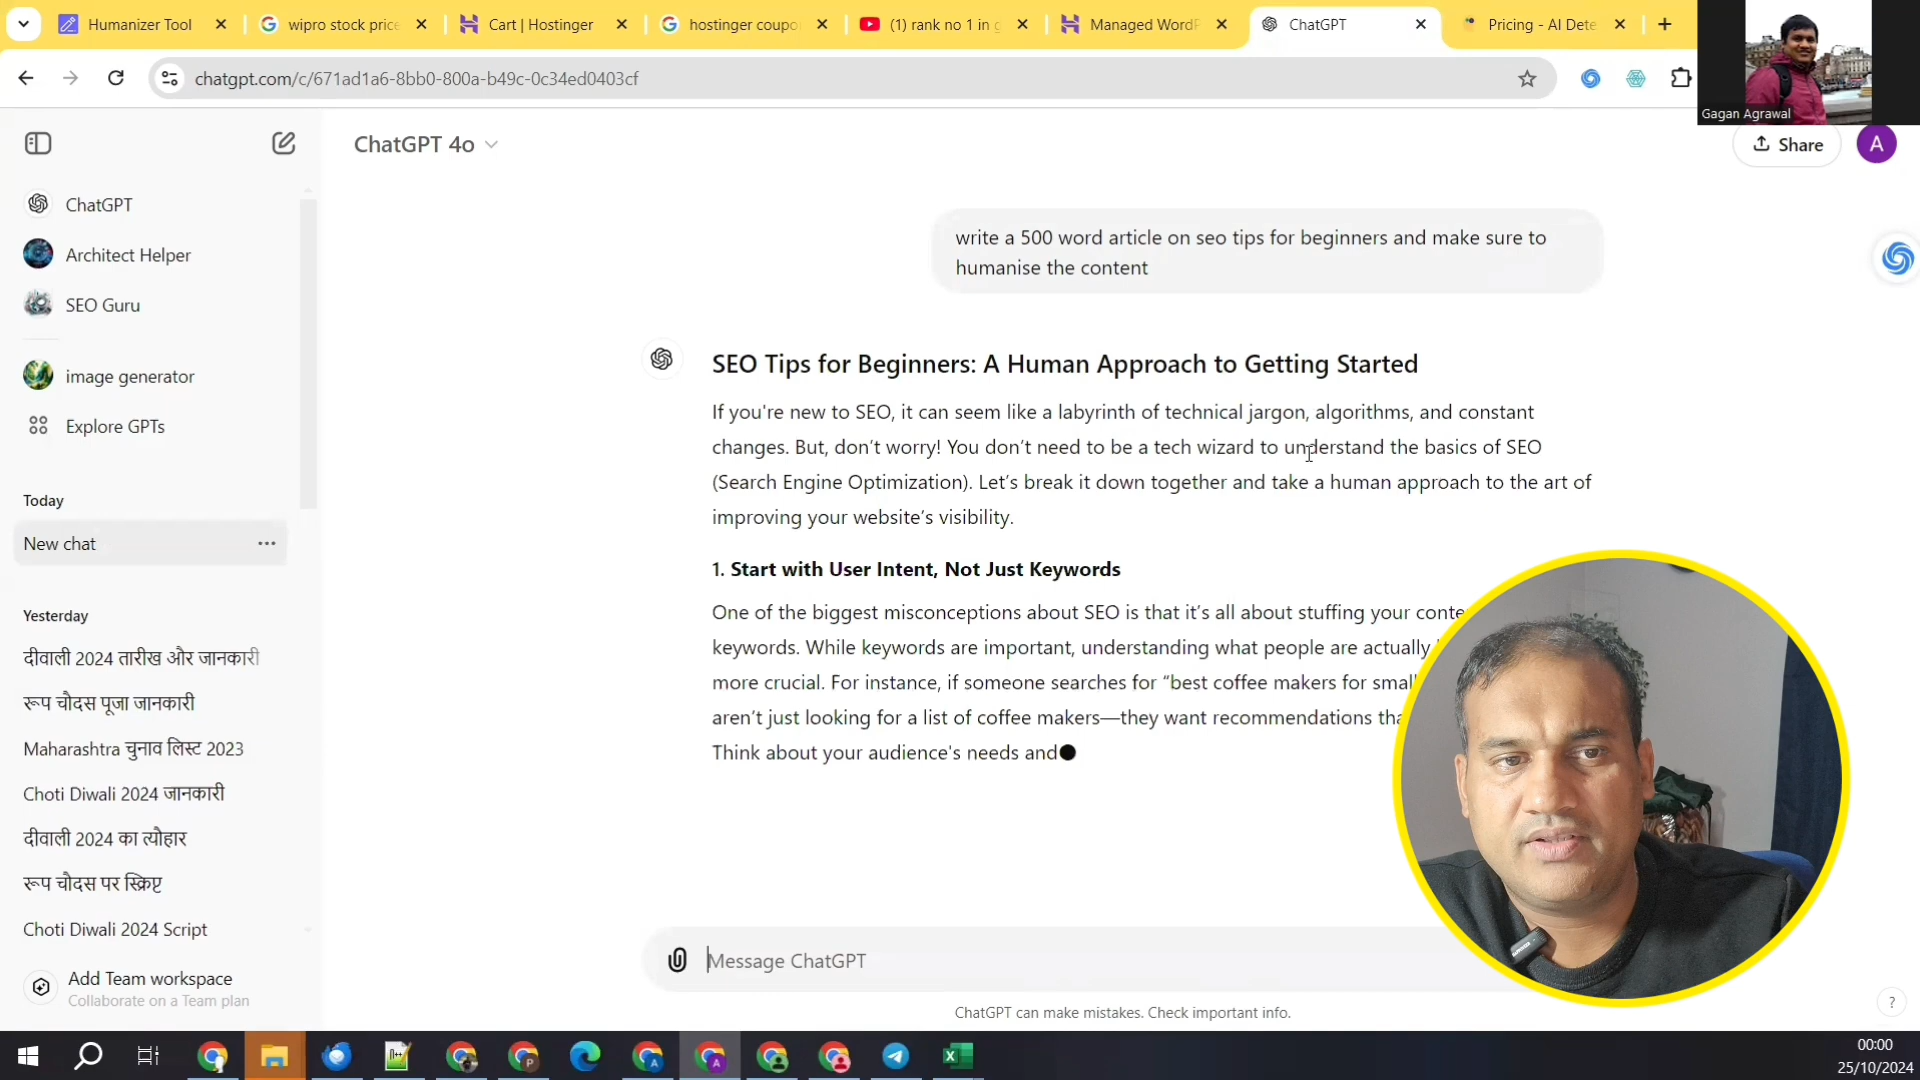 Humanizer Tool
wipro stock price
Cart | Hostinger
hostinger coupo
(1) rank no 1 in g
Managed WordP
ChatGPT
Pricing - AI Dete
chatgpt.com/c/671ad1a6-8bb0-800a-b49c-0c34ed0403cf
Gagan Agrawal
ChatGPT 4o
Share
A
ChatGPT
Architect Helper
SEO Guru
image generator
Explore GPTs
Today
New chat
Yesterday
दीवाली 2024 तारीख और जानकारी
रूप चौदस पूजा जानकारी
Maharashtra चुनाव लिस्ट 2023
Choti Diwali 2024 जानकारी
दीवाली 2024 का त्यौहार
रूप चौदस पर स्क्रिप्ट
Choti Diwali 2024 Script
Add Team workspace
Collaborate on a Team plan
write a 500 word article on seo tips for beginners and make sure to
humanise the content
SEO Tips for Beginners: A Human Approach to Getting Started
If you're new to SEO, it can seem like a labyrinth of technical jargon, algorithms, and constant
changes. But, don’t worry! You don’t need to be a tech wizard to understand the basics of SEO
(Search Engine Optimization). Let’s break it down together and take a human approach to the art of
improving your website’s visibility.
1. Start with User Intent, Not Just Keywords
One of the biggest misconceptions about SEO is that it’s all about stuffing your conte
keywords. While keywords are important, understanding what people are actually
more crucial. For instance, if someone searches for “best coffee makers for smal
aren’t just looking for a list of coffee makers—they want recommendations tha
Think about your audience's needs and
Message ChatGPT
ChatGPT can make mistakes. Check important info.
?
00:00
25/10/2024